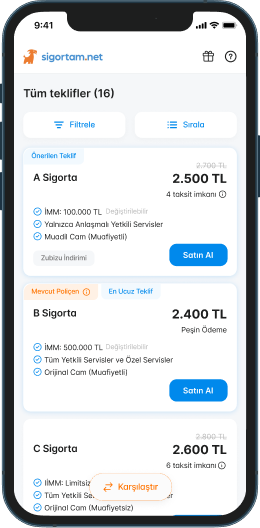 9:41
sigortam.net
Tüm teklifler (16)
Filtrele
Sırala
Önerilen Teklif
2.700 TL
A Sigorta
2.500 TL
4 taksit imkanı
İMM: 100.000 TL Değiştirilebilir
Yalnızca Anlaşmalı Yetkili Servisler
Muadil Cam (Muafiyetli)
Zubizu İndirimi
Satın Al
Mevcut Poliçen
En Ucuz Teklif
B Sigorta
2.400 TL
Peşin Ödeme
İMM: 500.000 TL Değiştirilebilir
Tüm Yetkili Servisler ve Özel Servisler
Orijinal Cam (Muafiyetli)
Satın Al
2.800 TL
C Sigorta
2.600 TL
6 taksit imkanı
İİMM: Limitsiz
Tüm Yetkili
Karşılaştır
Orijinal Cam (Muafiyetsiz)